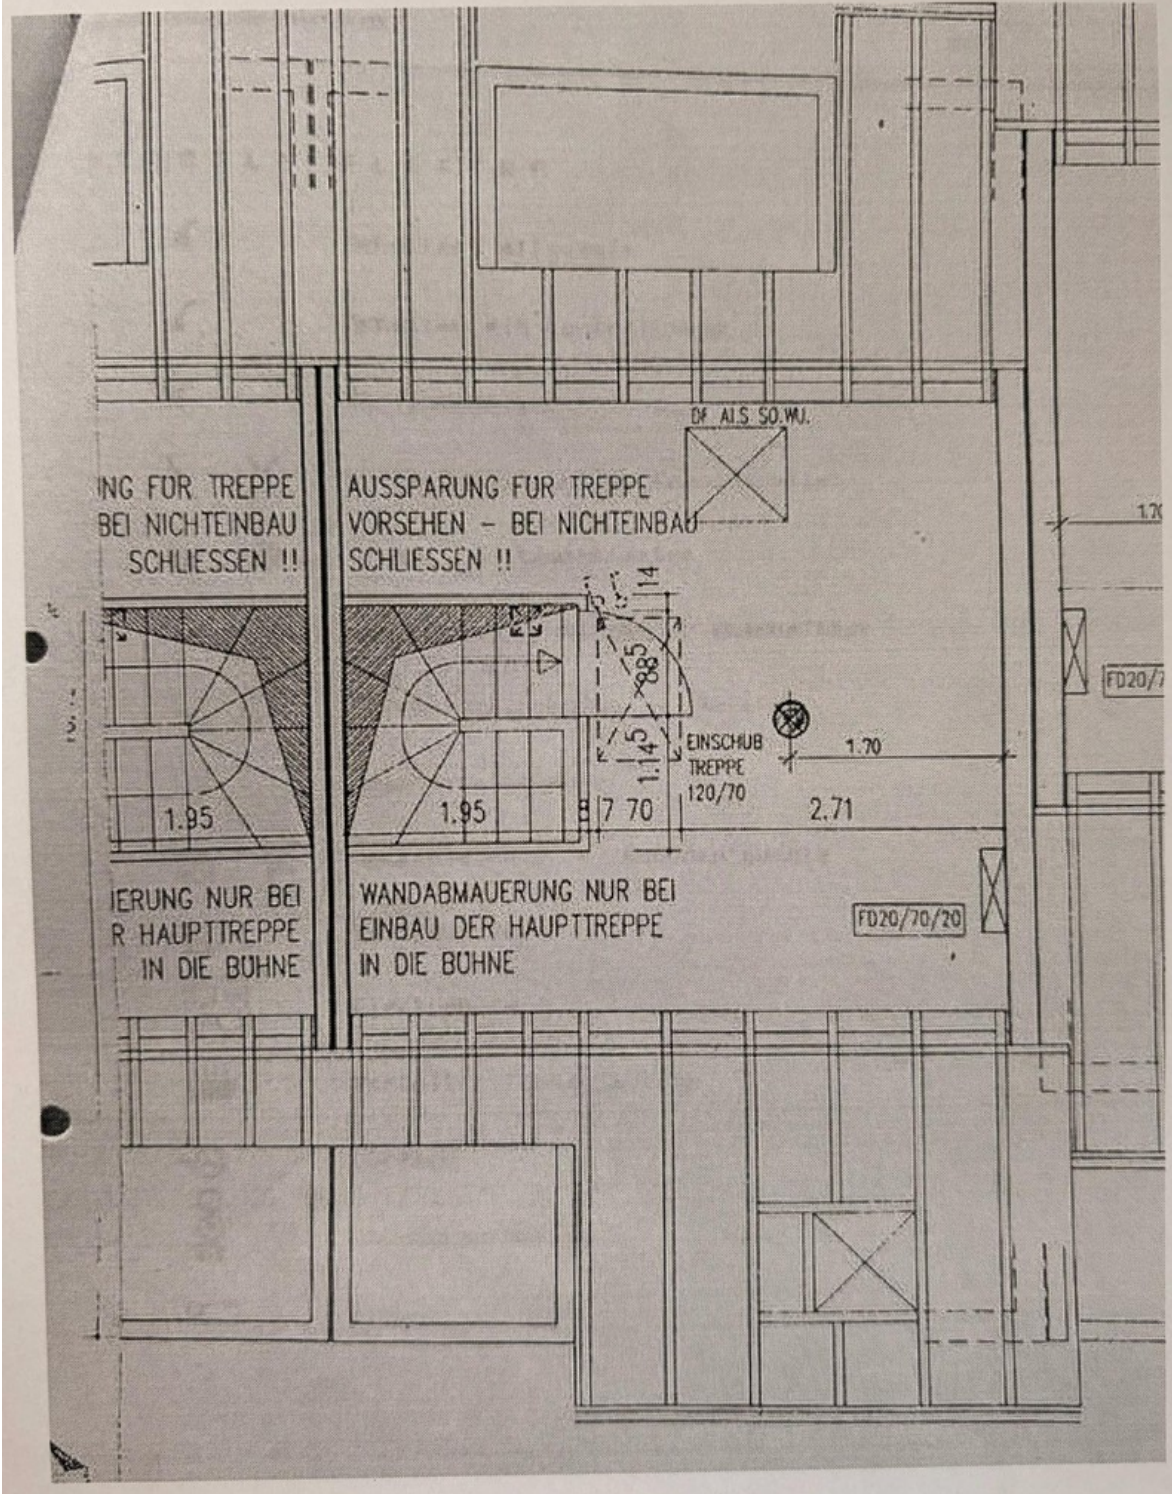 DF ALS SO.WU.
ING FÜR TREPPE
BEI NICHTEINBAU
SCHLIESSEN !!
AUSSPARUNG FÜR TREPPE
VORSEHEN - BEI NICHTEINBAU
SCHLIESSEN !!
14
1.70
88 5
FD20/7
EINSCHUB
TREPPE
120/70
1.14 5
1.70
1.95
1.95
8
7 70
2.71
IERUNG NUR BEI
R HAUPTTREPPE
IN DIE BÜHNE
WANDABMAUERUNG NUR BEI
EINBAU DER HAUPTTREPPE
IN DIE BÜHNE
FD20/70/20